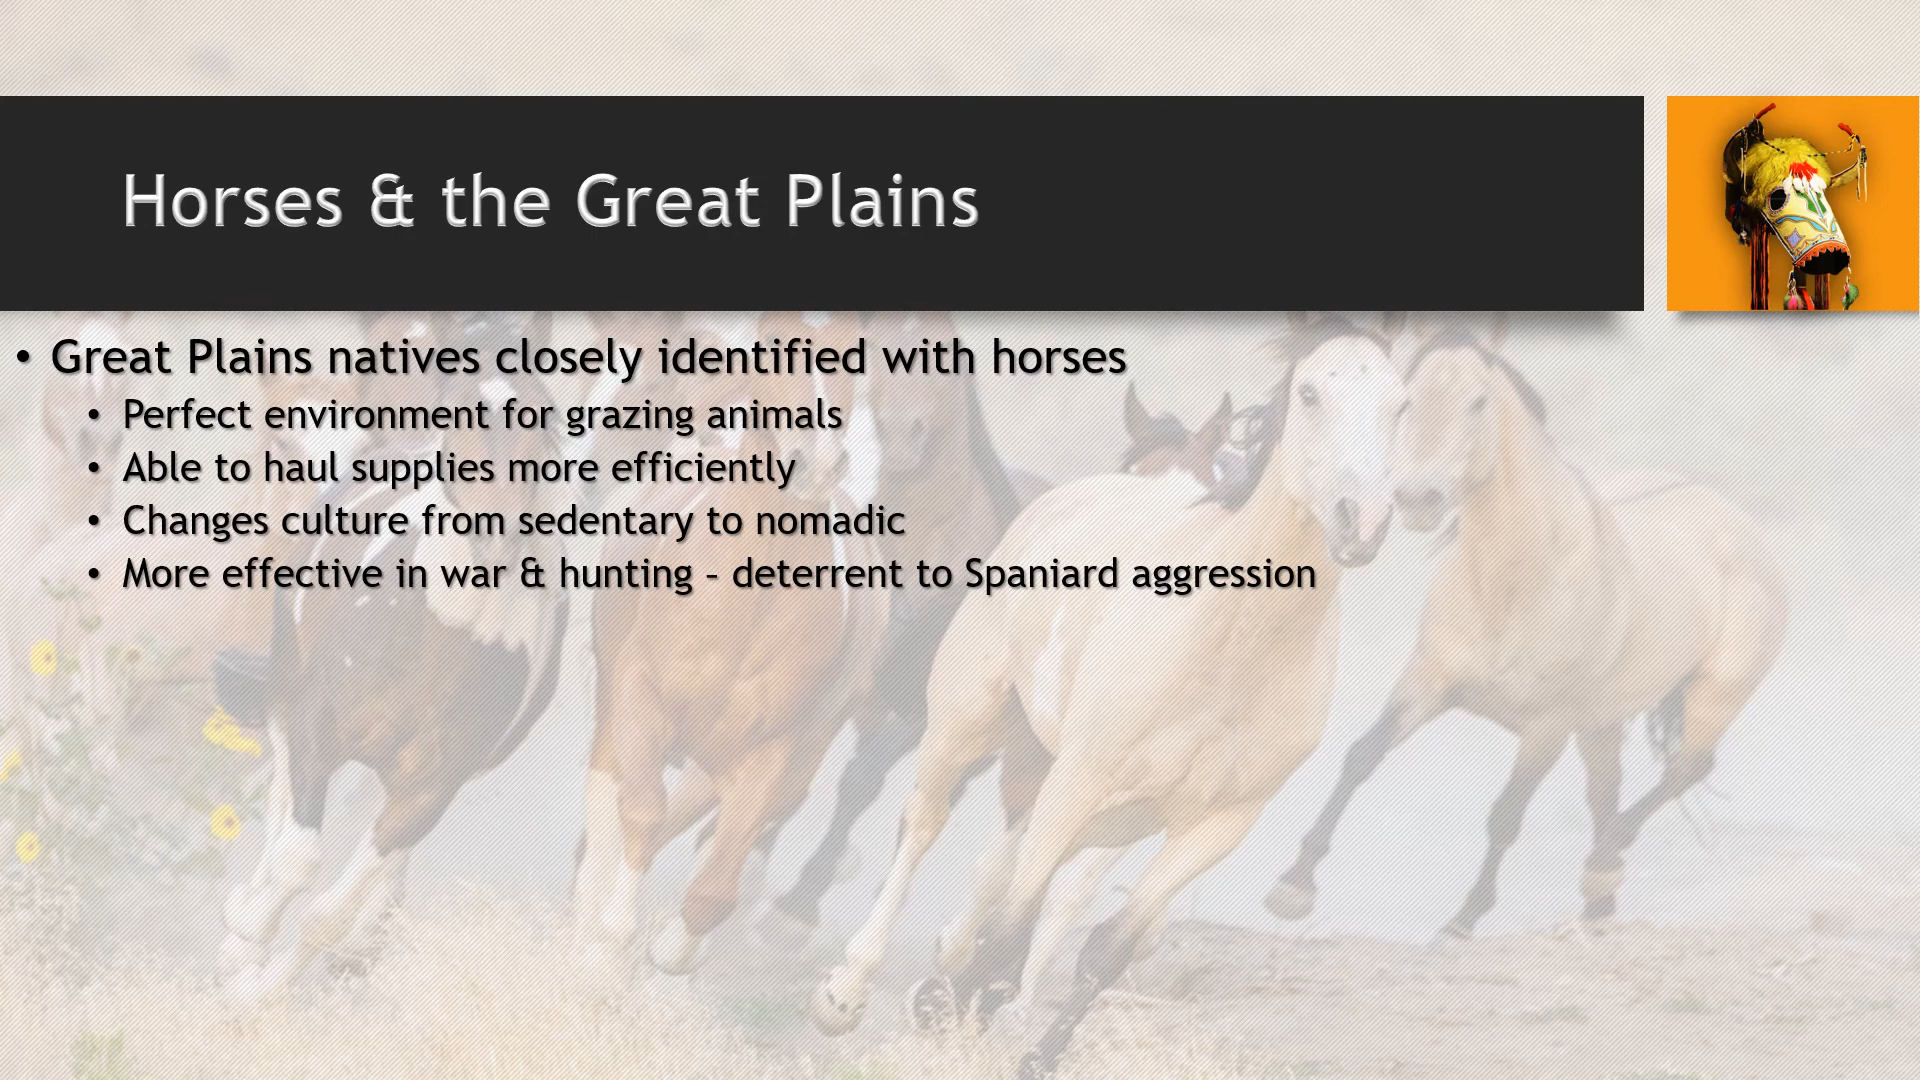 Horses & the Great Plains
• Great Plains natives closely identified with horses
• Perfect environment for grazing animals
• Able to haul supplies more efficiently
• Changes culture from sedentary to nomadic
• More effective in war & hunting – deterrent to Spaniard aggression